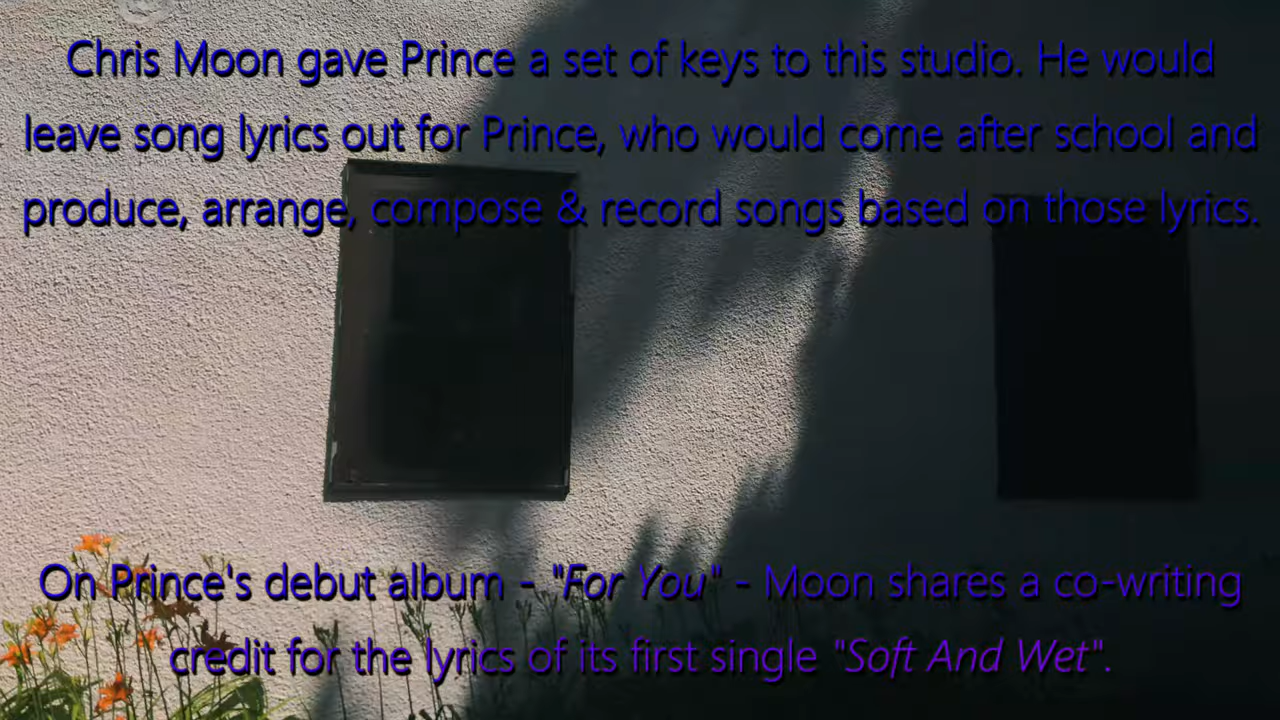 Chris Moon gave Prince a set of keys to this studio. He would
leave song lyrics out for Prince, who would come after school and
produce, arrange, compose & record songs based on those lyrics.
On Prince's debut album - "For You" - Moon shares a co-writing
credit for the lyrics of its first single "Soft And Wet".